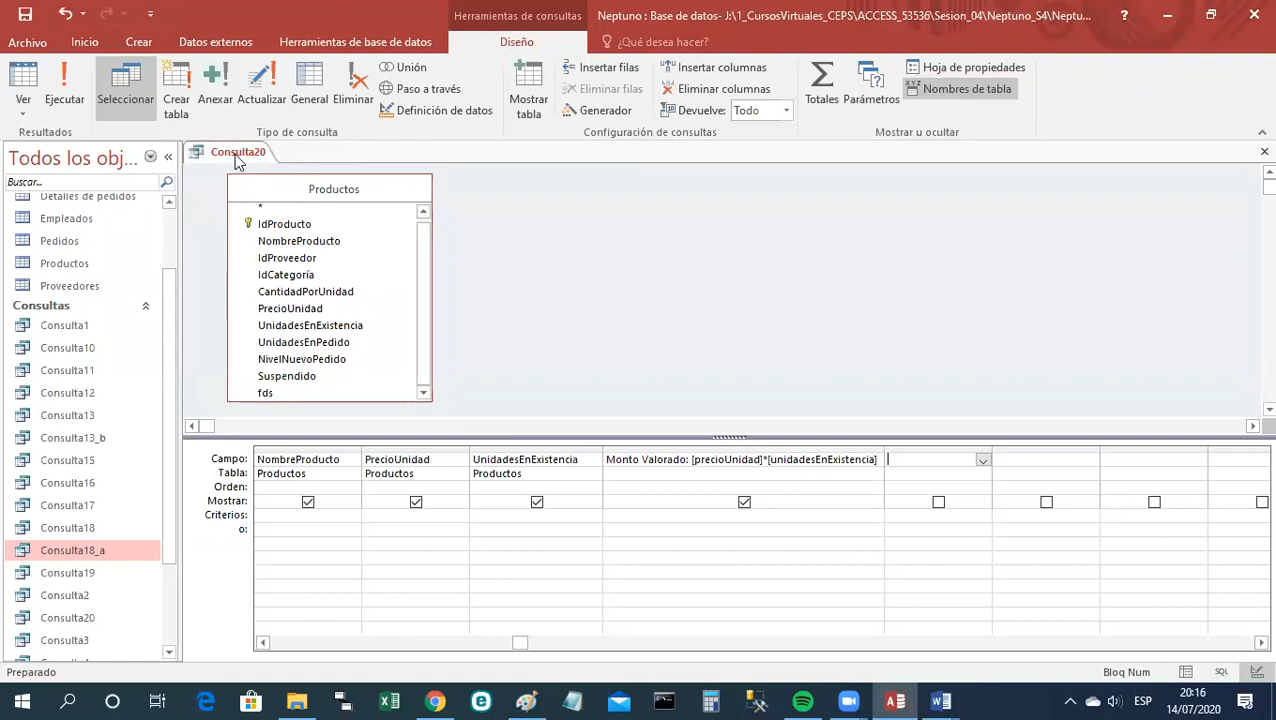 Herramientas de consultas
Neptuno : Base de datos- J:\1_CursosVirtuales_CEPS\ACCESS_53536\Sesion_04\Neptuno_S4\Neptu...
Archivo
Inicio
Crear
Datos externos
Herramientas de base de datos
Diseño
¿Qué desea hacer?
Ver
Ejecutar
Seleccionar
Crear tabla
Anexar
Actualizar
General
Eliminar
Unión
Paso a través
Definición de datos
Mostrar tabla
Insertar filas
Eliminar filas
Generador
Insertar columnas
Eliminar columnas
Devuelve: Todo
Totales
Parámetros
Hoja de propiedades
XYZ Nombres de tabla
Resultados
Tipo de consulta
Configuración de consultas
Mostrar u ocultar
Todos los obj...
Buscar...
Detalles de pedidos
Empleados
Pedidos
Productos
Proveedores
Consultas
Consulta1
Consulta10
Consulta11
Consulta12
Consulta13
Consulta13_b
Consulta15
Consulta16
Consulta17
Consulta18
Consulta18_a
Consulta19
Consulta2
Consulta20
Consulta3
Consulta20
Productos
*
IdProducto
NombreProducto
IdProveedor
IdCategoría
CantidadPorUnidad
PrecioUnidad
UnidadesEnExistencia
UnidadesEnPedido
NivelNuevoPedido
Suspendido
fds
Campo: NombreProducto PrecioUnidad UnidadesEnExistencia Monto Valorado: [precioUnidad]*[unidadesEnExistencia]
Tabla: Productos Productos Productos
Orden:
Mostrar:
Criterios:
o:
Preparado
Bloq Num
SQL
ESP
20:16
14/07/2020